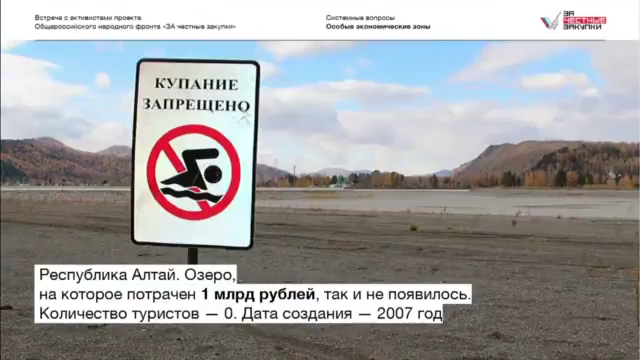 Встреча с активистами проекта
Общероссийского народного фронта «ЗА честные закупки»
Системные вопросы
Особые экономические зоны
ЗА
ЧЕСТНЫЕ
ЗАКУПКИ
КУПАНИЕ
ЗАПРЕЩЕНО
Республика Алтай. Озеро,
на которое потрачен 1 млрд рублей, так и не появилось.
Количество туристов — 0. Дата создания — 2007 год